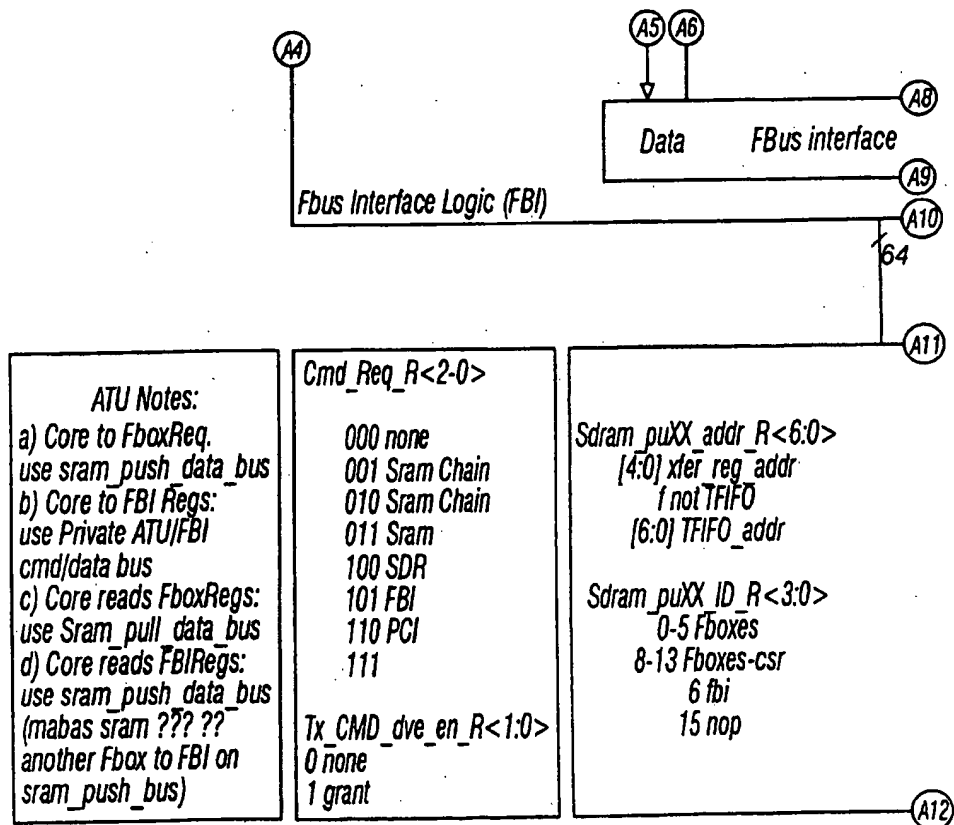 A4
A5
A6
A8
Data
FBus interface
A9
Fbus Interface Logic (FBI)
A10
64
A11
ATU Notes:
a) Core to FboxReq.
use sram_push_data_bus
b) Core to FBI Regs:
use Private ATU/FBI
cmd/data bus
c) Core reads FboxRegs:
use Sram_pull_data_bus
d) Core reads FBIRegs:
use sram_push_data_bus
(mabas sram ??? ??
another Fbox to FBI on
sram_push_bus)
Cmd_Req_R<2-0>
000 none
001 Sram Chain
010 Sram Chain
011 Sram
100 SDR
101 FBI
110 PCI
111
Tx_CMD_dve_en_R<1:0>
0 none
1 grant
Sdram_puXX_addr_R<6:0>
[4:0] xfer_reg_addr
f not TFIFO
[6:0] TFIFO_addr
Sdram_puXX_ID_R<3:0>
0-5 Fboxes
8-13 Fboxes-csr
6 fbi
15 nop
A12